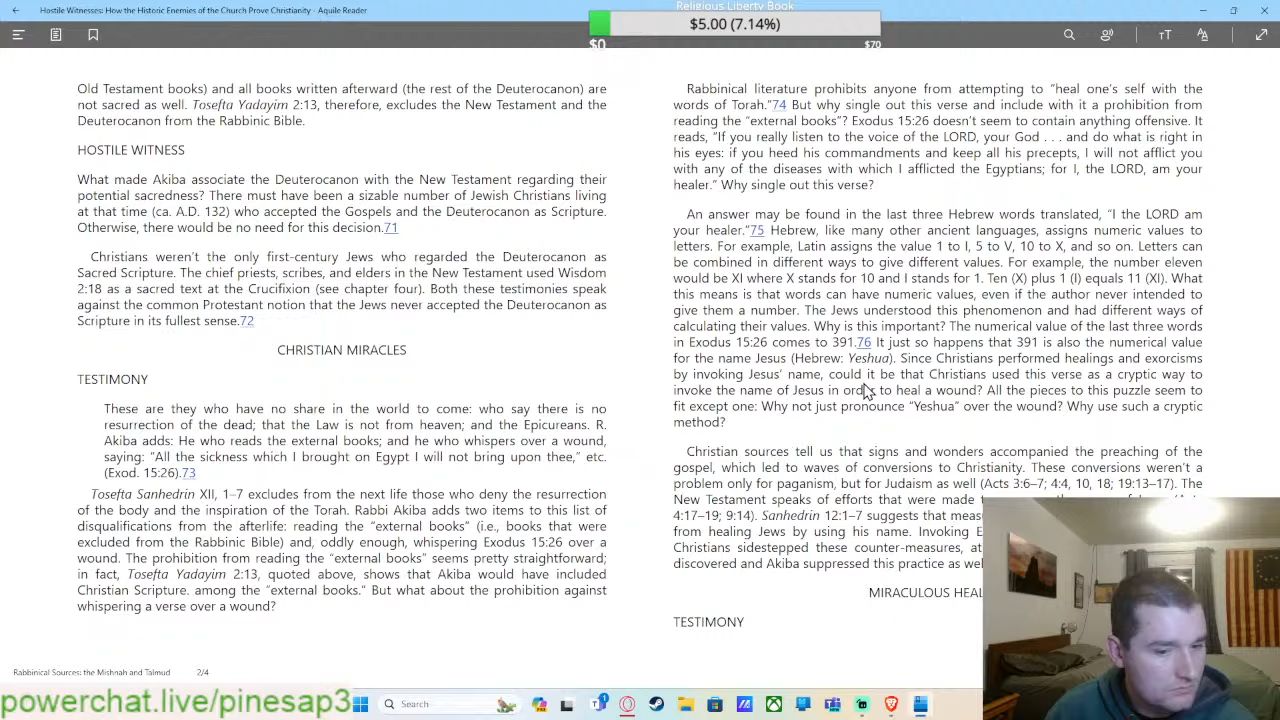 Hostile Witnesses: How the Historic Enemies of the Church Prove Christianity - Aquile Reader
Religious Liberty Book
$5.00 (7.14%)
$0
$70
Old Testament books) and all books written afterward (the rest of the Deuterocanon) are
not sacred as well. Tosefta Yadayim 2:13, therefore, excludes the New Testament and the
Deuterocanon from the Rabbinic Bible.
HOSTILE WITNESS
What made Akiba associate the Deuterocanon with the New Testament regarding their
potential sacredness? There must have been a sizable number of Jewish Christians living
at that time (ca. A.D. 132) who accepted the Gospels and the Deuterocanon as Scripture.
Otherwise, there would be no need for this decision.71
Christians weren't the only first-century Jews who regarded the Deuterocanon as
Sacred Scripture. The chief priests, scribes, and elders in the New Testament used Wisdom
2:18 as a sacred text at the Crucifixion (see chapter four). Both these testimonies speak
against the common Protestant notion that the Jews never accepted the Deuterocanon as
Scripture in its fullest sense.72
CHRISTIAN MIRACLES
TESTIMONY
These are they who have no share in the world to come: who say there is no
resurrection of the dead; that the Law is not from heaven; and the Epicureans. R.
Akiba adds: He who reads the external books; and he who whispers over a wound,
saying: "All the sickness which I brought on Egypt I will not bring upon thee," etc.
(Exod. 15:26).73
Tosefta Sanhedrin XII, 1–7 excludes from the next life those who deny the resurrection
of the body and the inspiration of the Torah. Rabbi Akiba adds two items to this list of
disqualifications from the afterlife: reading the "external books" (i.e., books that were
excluded from the Rabbinic Bible) and, oddly enough, whispering Exodus 15:26 over a
wound. The prohibition from reading the "external books" seems pretty straightforward;
in fact, Tosefta Yadayim 2:13, quoted above, shows that Akiba would have included
Christian Scripture. among the "external books." But what about the prohibition against
whispering a verse over a wound?
Rabbinical literature prohibits anyone from attempting to "heal one's self with the
words of Torah."74 But why single out this verse and include with it a prohibition from
reading the "external books"? Exodus 15:26 doesn't seem to contain anything offensive. It
reads, "If you really listen to the voice of the LORD, your God . . . and do what is right in
his eyes: if you heed his commandments and keep all his precepts, I will not afflict you
with any of the diseases with which I afflicted the Egyptians; for I, the LORD, am your
healer." Why single out this verse?
An answer may be found in the last three Hebrew words translated, "I the LORD am
your healer."75 Hebrew, like many other ancient languages, assigns numeric values to
letters. For example, Latin assigns the value 1 to I, 5 to V, 10 to X, and so on. Letters can
be combined in different ways to give different values. For example, the number eleven
would be XI where X stands for 10 and I stands for 1. Ten (X) plus 1 (I) equals 11 (XI). What
this means is that words can have numeric values, even if the author never intended to
give them a number. The Jews understood this phenomenon and had different ways of
calculating their values. Why is this important? The numerical value of the last three words
in Exodus 15:26 comes to 391.76 It just so happens that 391 is also the numerical value
for the name Jesus (Hebrew: Yeshua). Since Christians performed healings and exorcisms
by invoking Jesus' name, could it be that Christians used this verse as a cryptic way to
invoke the name of Jesus in order to heal a wound? All the pieces to this puzzle seem to
fit except one: Why not just pronounce "Yeshua" over the wound? Why use such a cryptic
method?
Christian sources tell us that signs and wonders accompanied the preaching of the
gospel, which led to waves of conversions to Christianity. These conversions weren't a
problem only for paganism, but for Judaism as well (Acts 3:6–7; 4:4, 10, 18; 19:13–17). The
New Testament speaks of efforts that were made
4:17–19; 9:14). Sanhedrin 12:1–7 suggests that
from healing Jews by using his name. Invoking
Christians sidestepped these counter-measures,
discovered and Akiba suppressed this practice as
MIRACULOUS
TESTIMONY
Rabbinical Sources: the Mishnah and Talmud 2/4
powerchat.live/pinesap3
Search